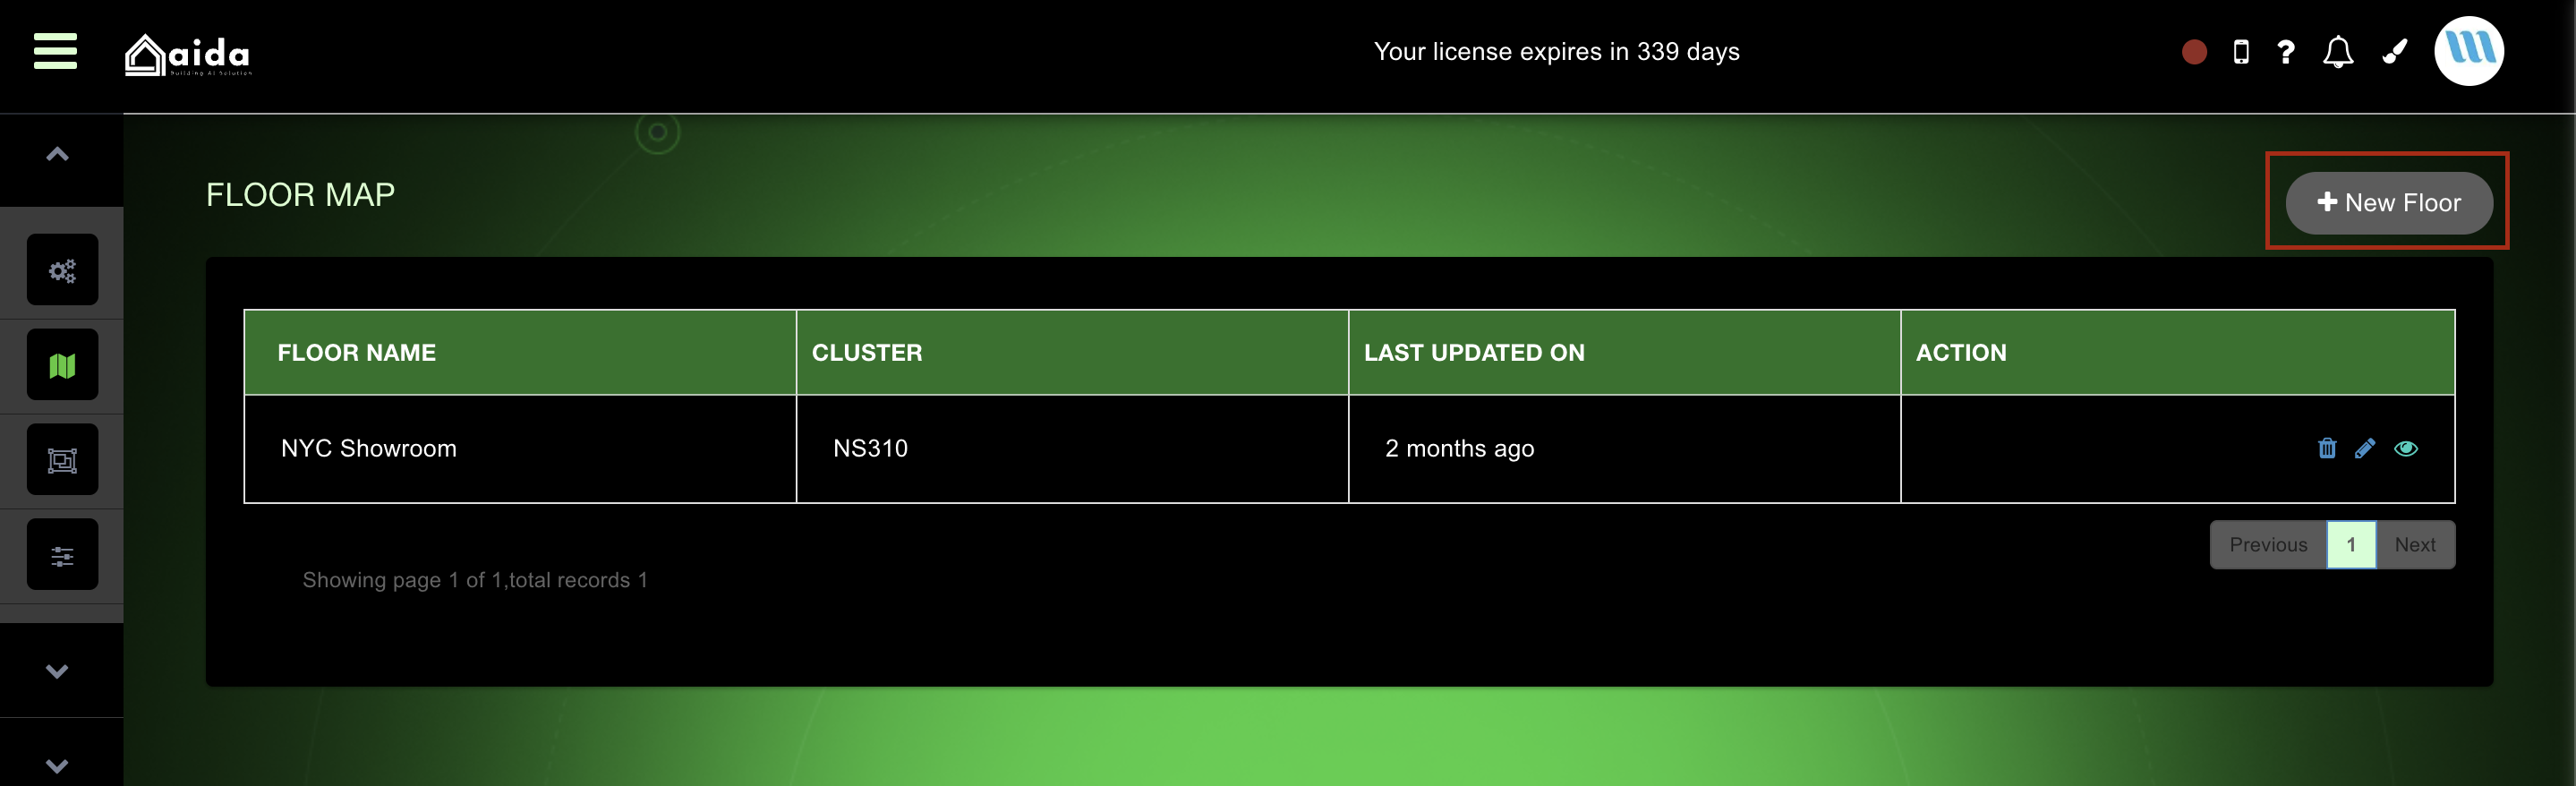 aida
Building AI Solution
Your license expires in 339 days
?
FLOOR MAP
New Floor
FLOOR NAME CLUSTER LAST UPDATED ON ACTION
NYC Showroom NS310 2 months ago
Previous 1 Next
Showing page 1 of 1,total records 1